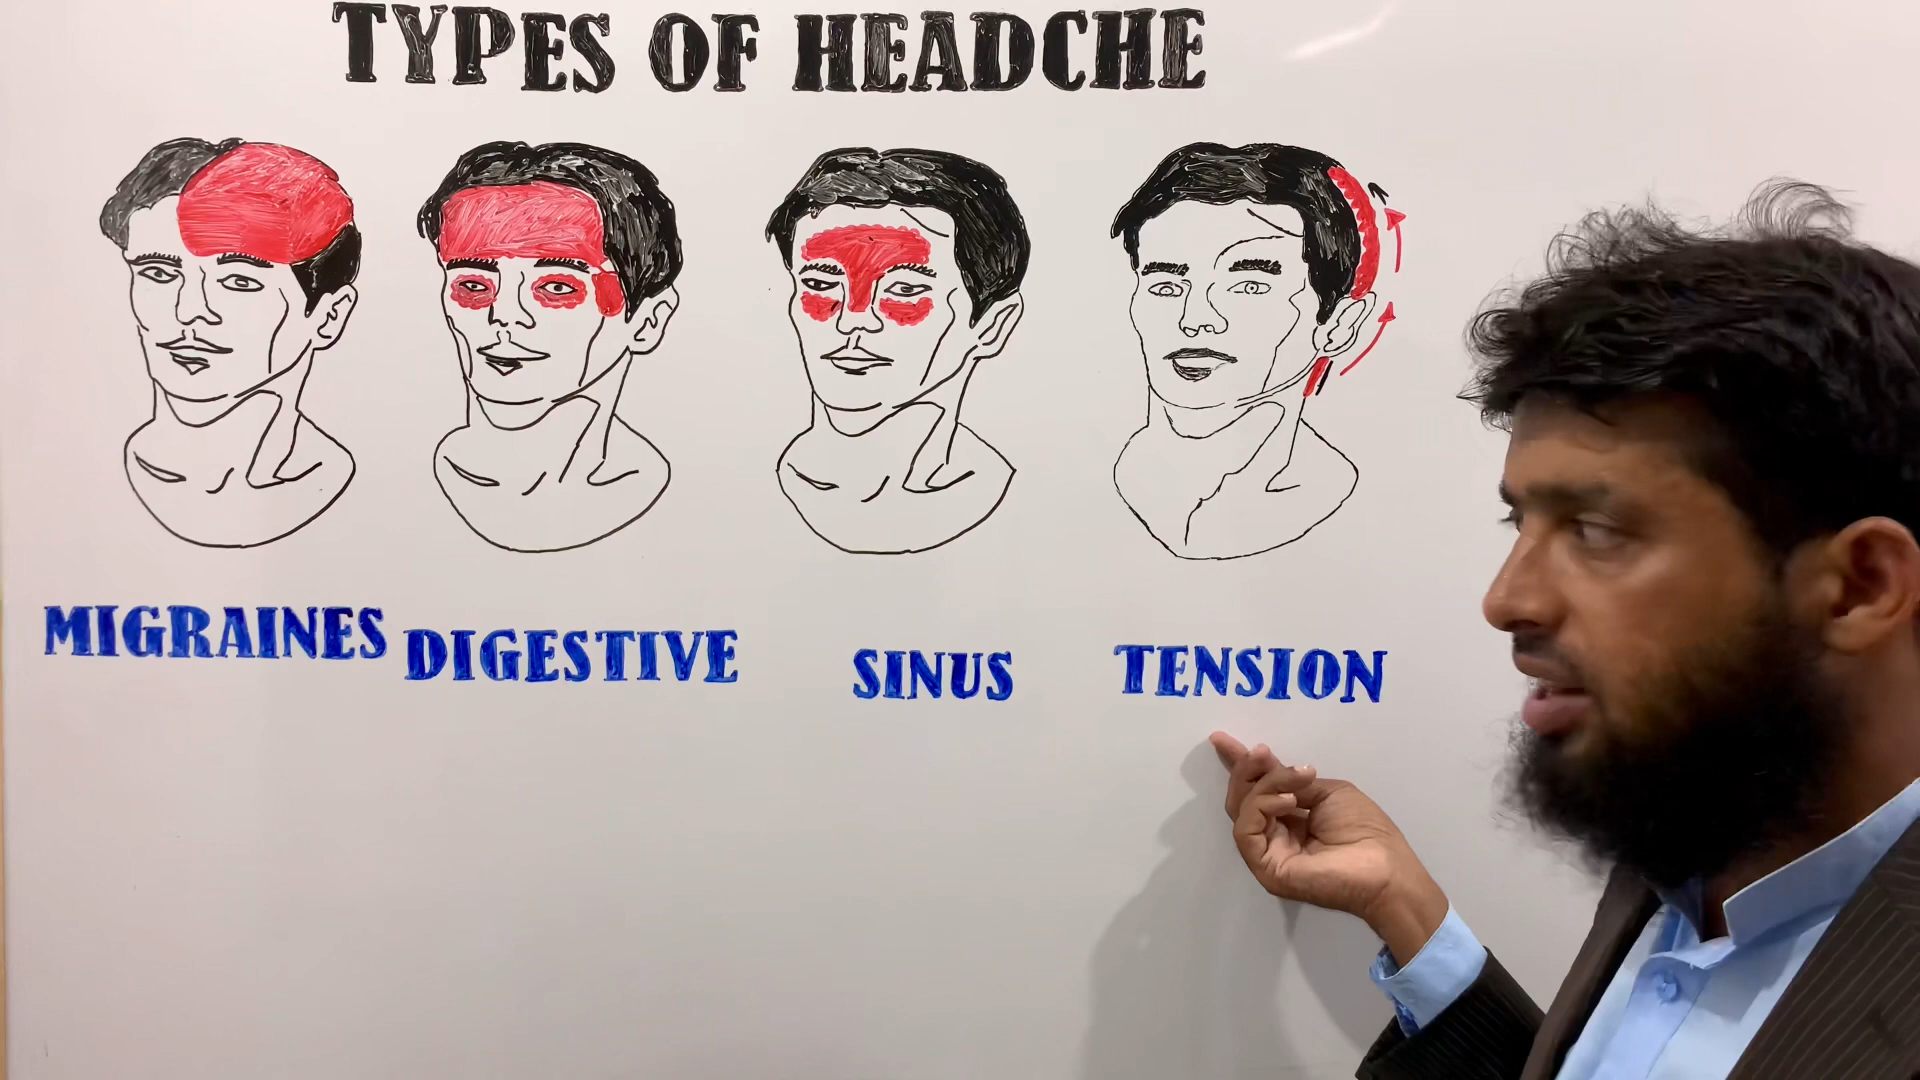 TYPES OF HEADCHE
MIGRAINES
DIGESTIVE
SINUS
TENSION